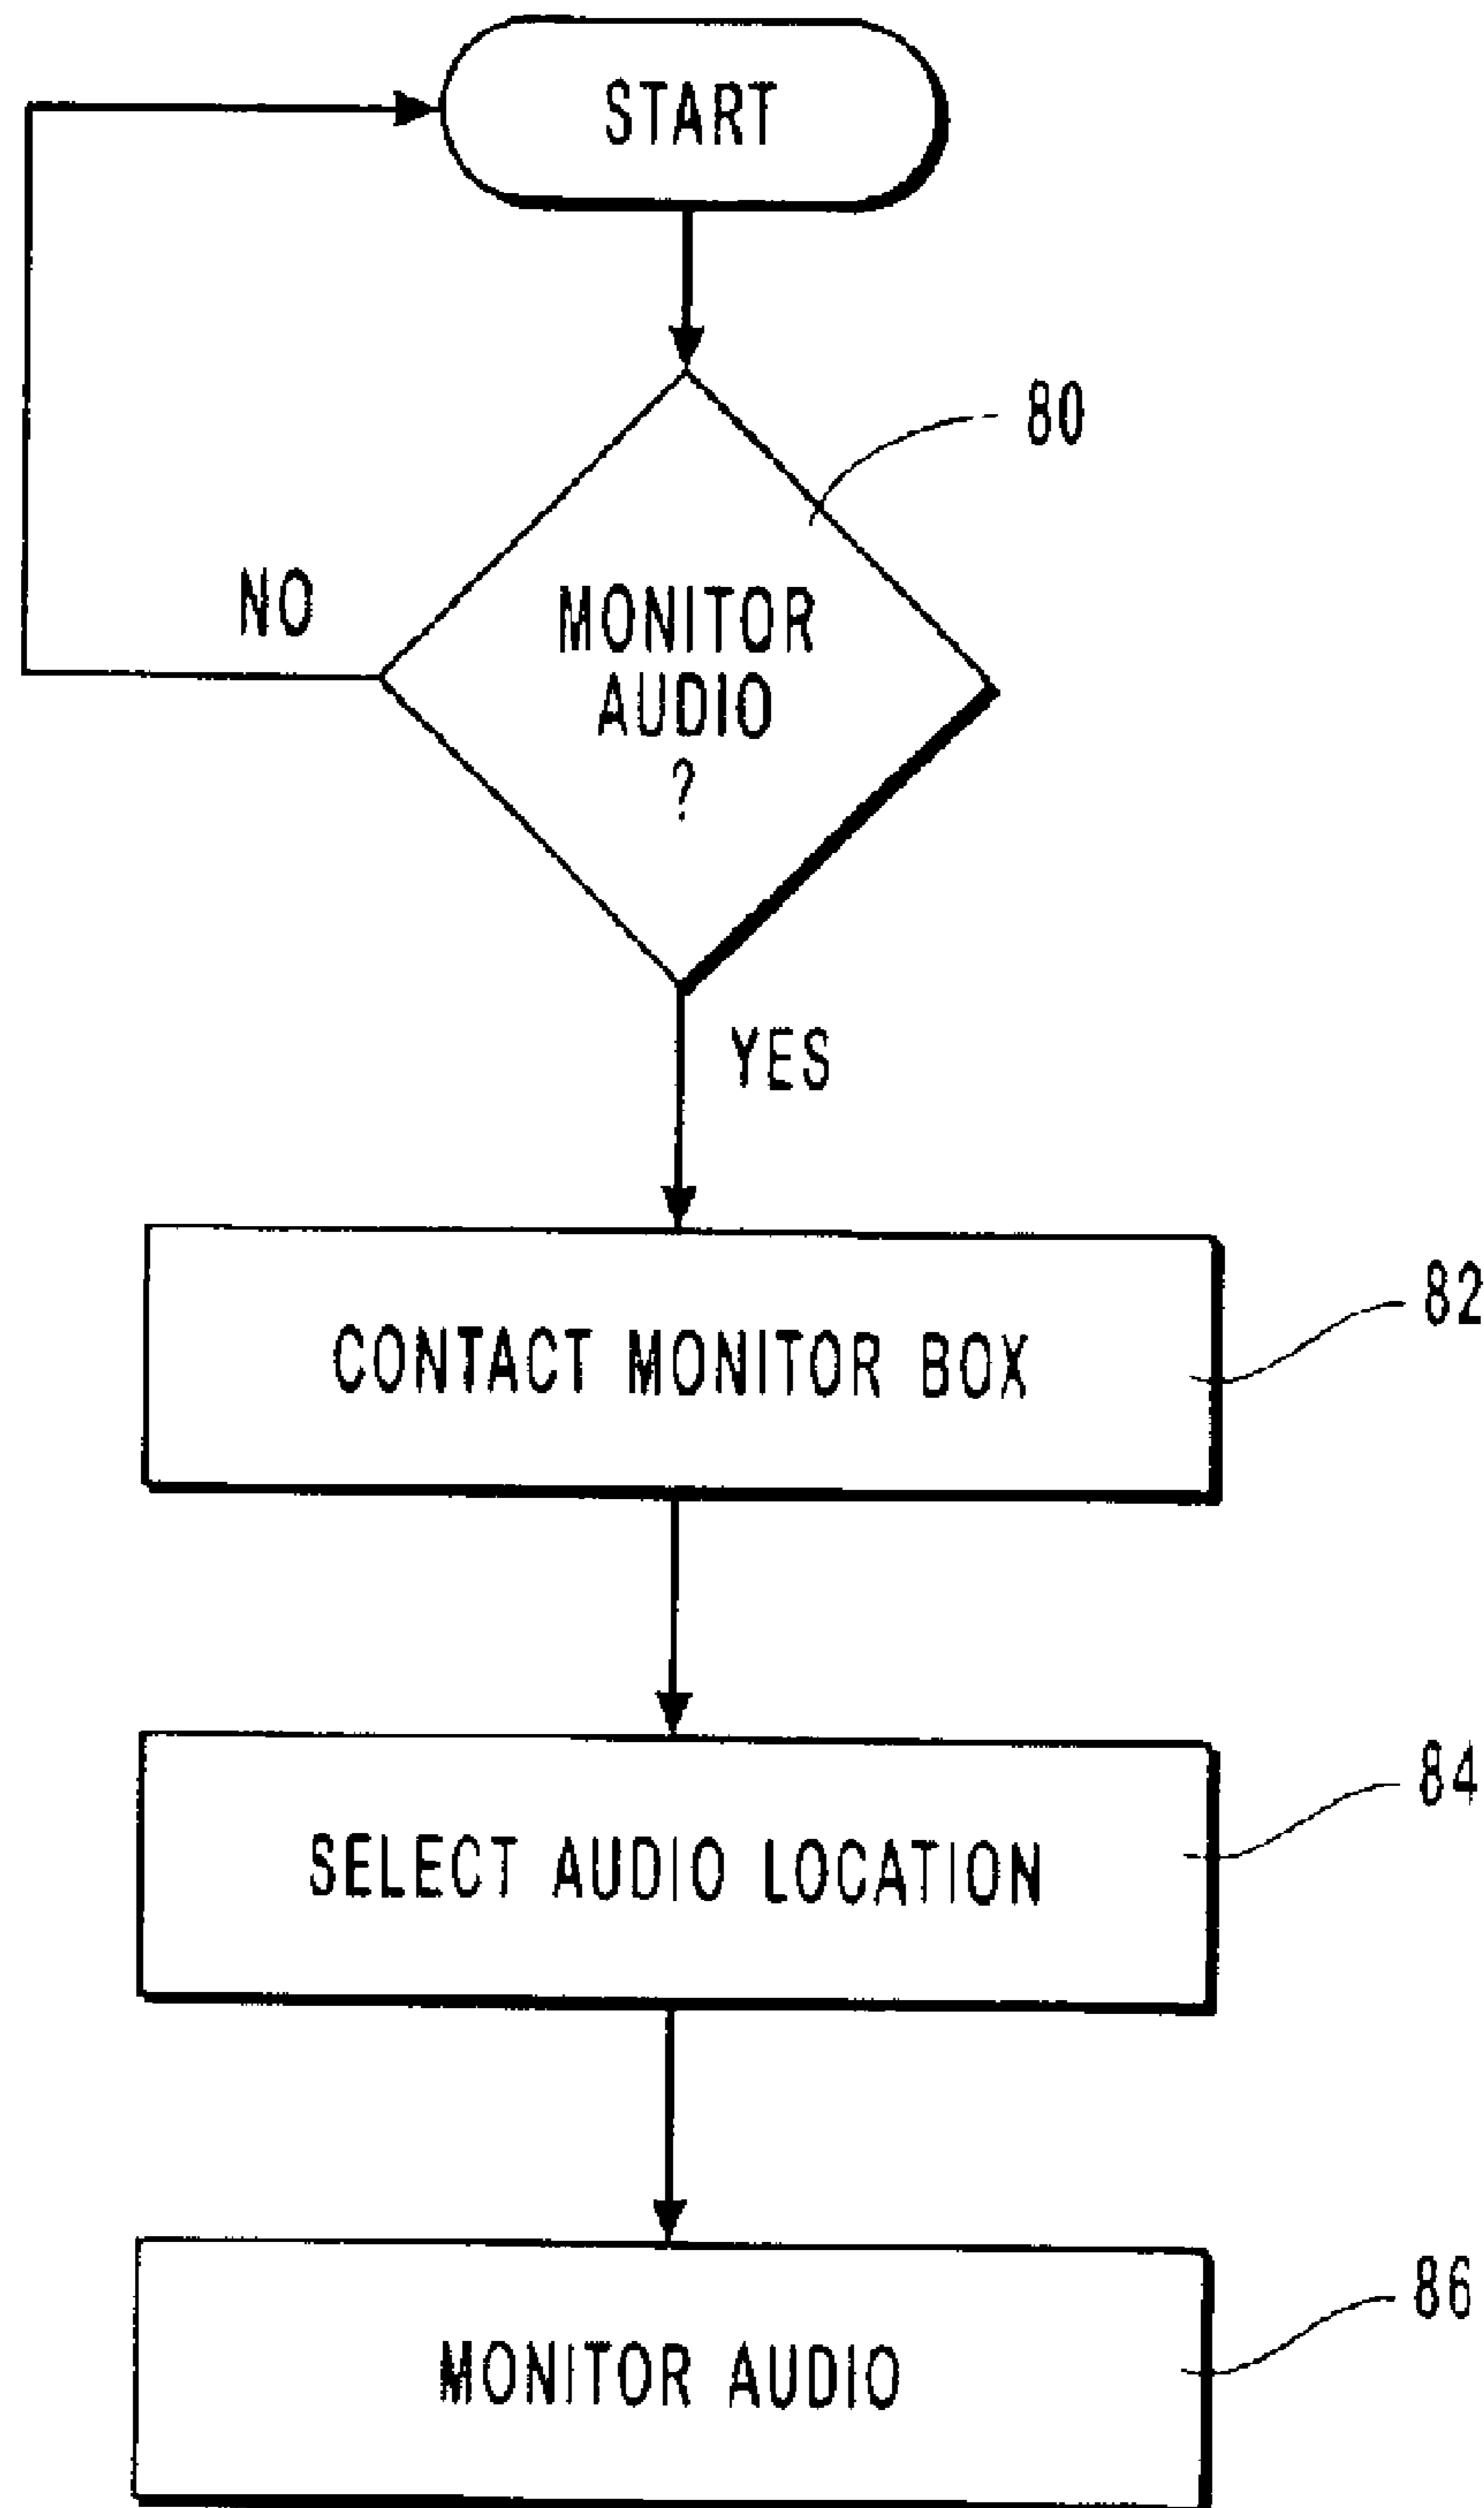 START
80
NO
MONITOR
AUDIO
?
YES
CONTACT MONITOR BOX
82
SELECT AUDIO LOCATION
84
MONITOR AUDIO
86